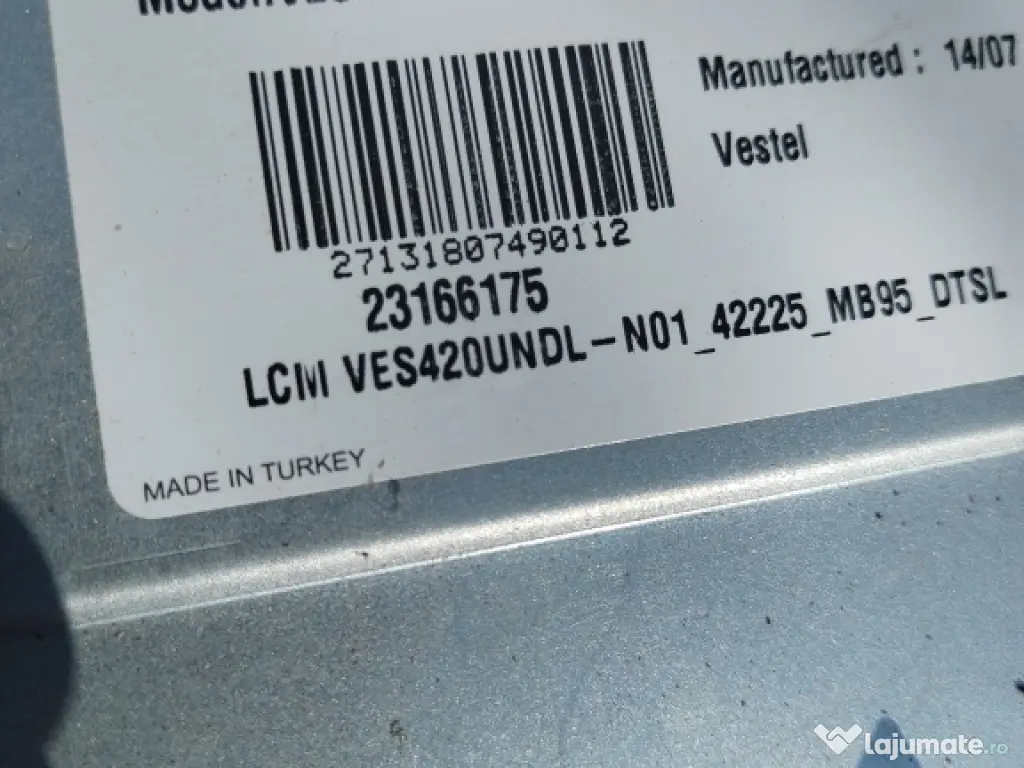 Manufactured : 14/07
Vestel
27131807490112
23166175
LCM VES420UNDL-N01_42225_MB95_DTSL
MADE IN TURKEY
lajumate.ro